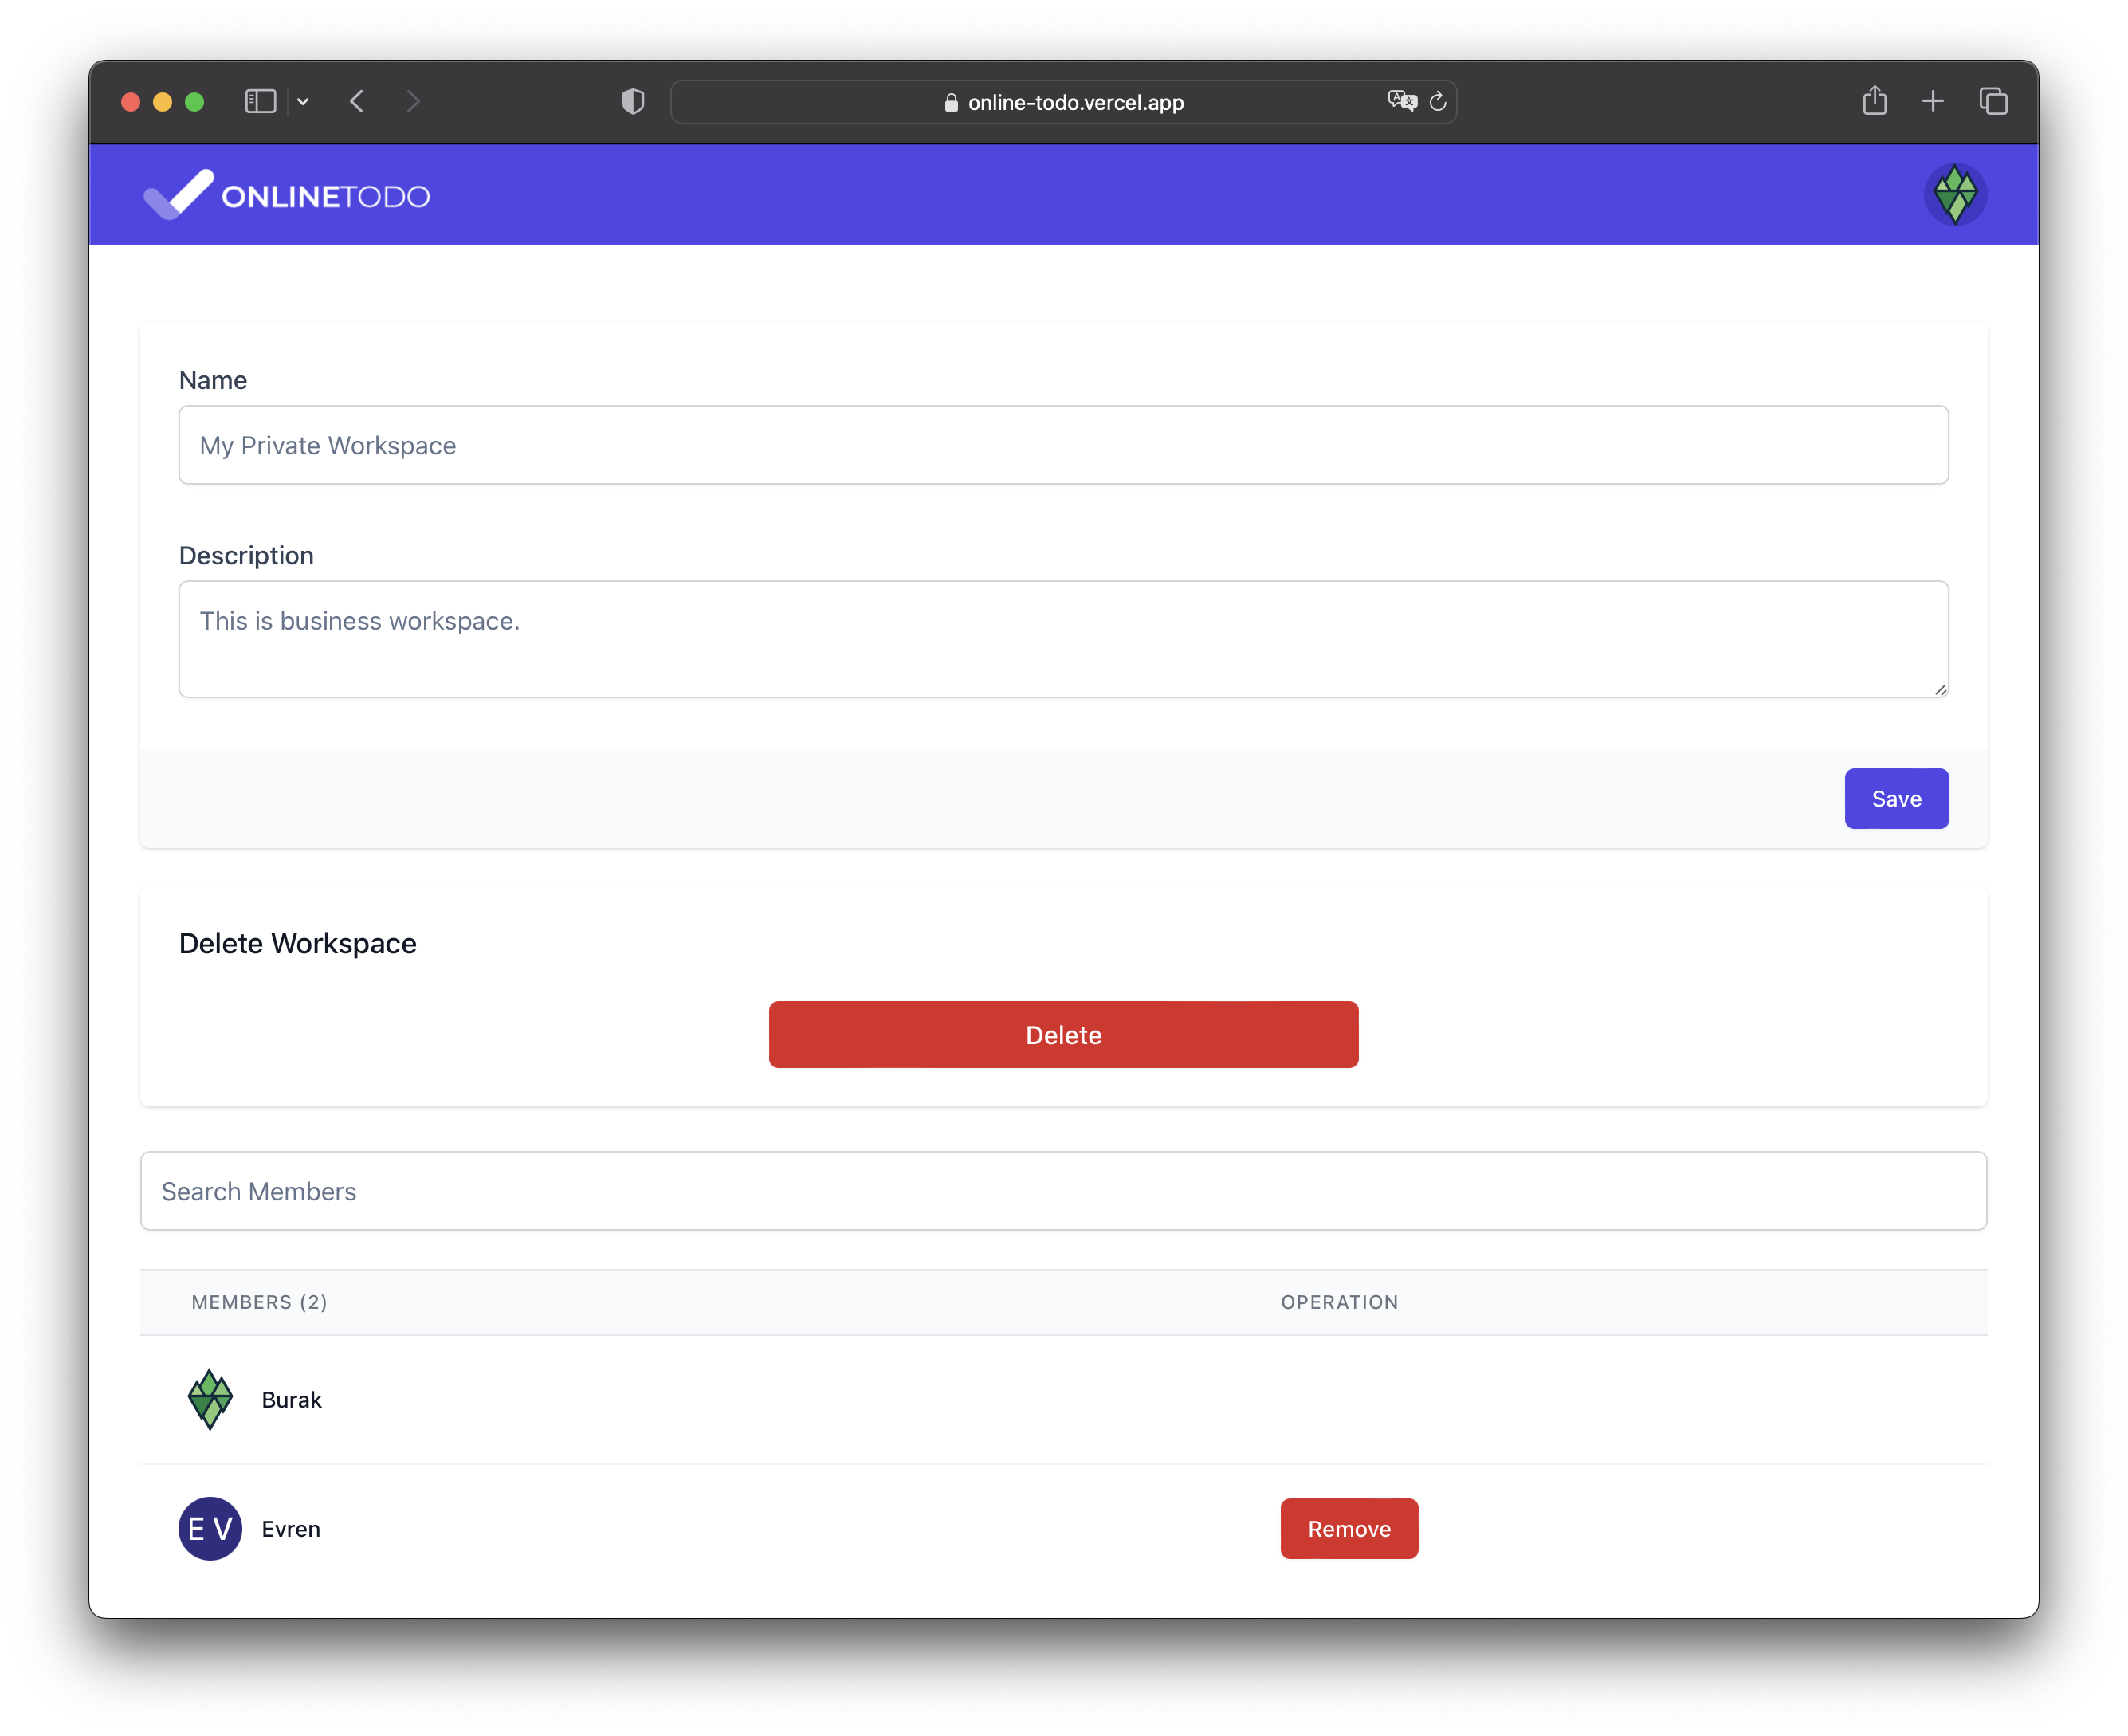 online-todo.vercel.app
ONLINETODO
Name
My Private Workspace
Description
This is business workspace.
Save
Delete Workspace
Delete
Search Members
MEMBERS (2)
OPERATION
Burak
E V
Evren
Remove